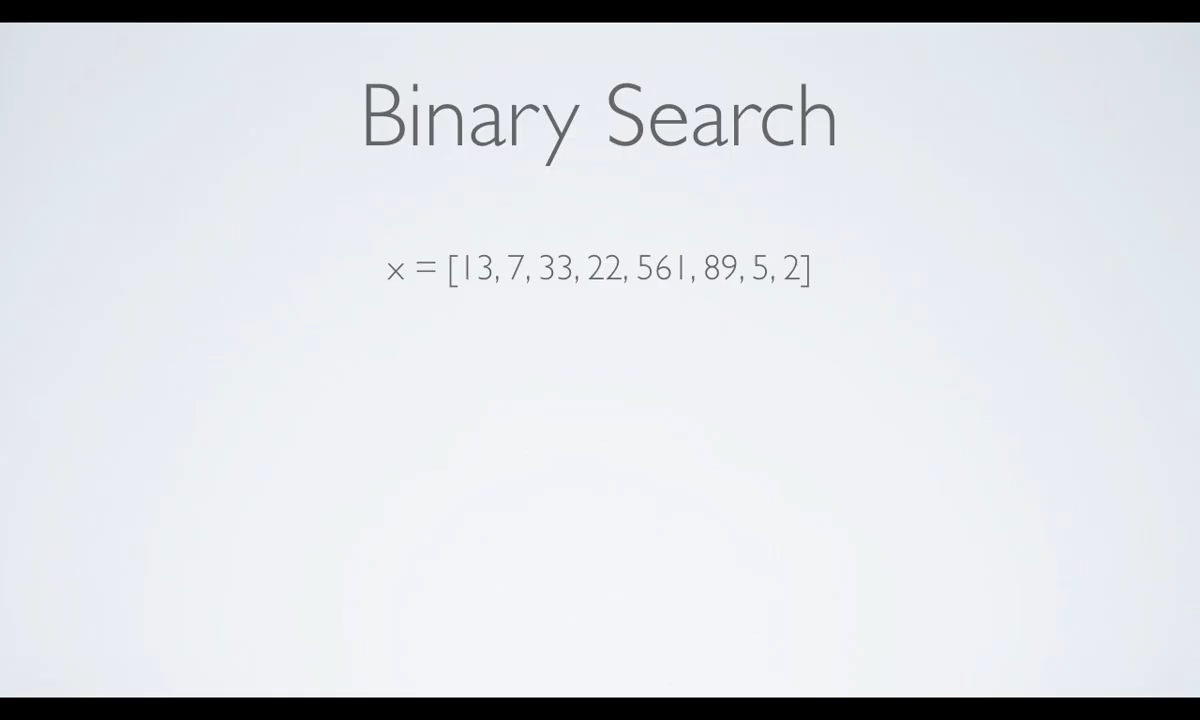 Binary Search
x = [13, 7, 33, 22, 561, 89, 5, 2]